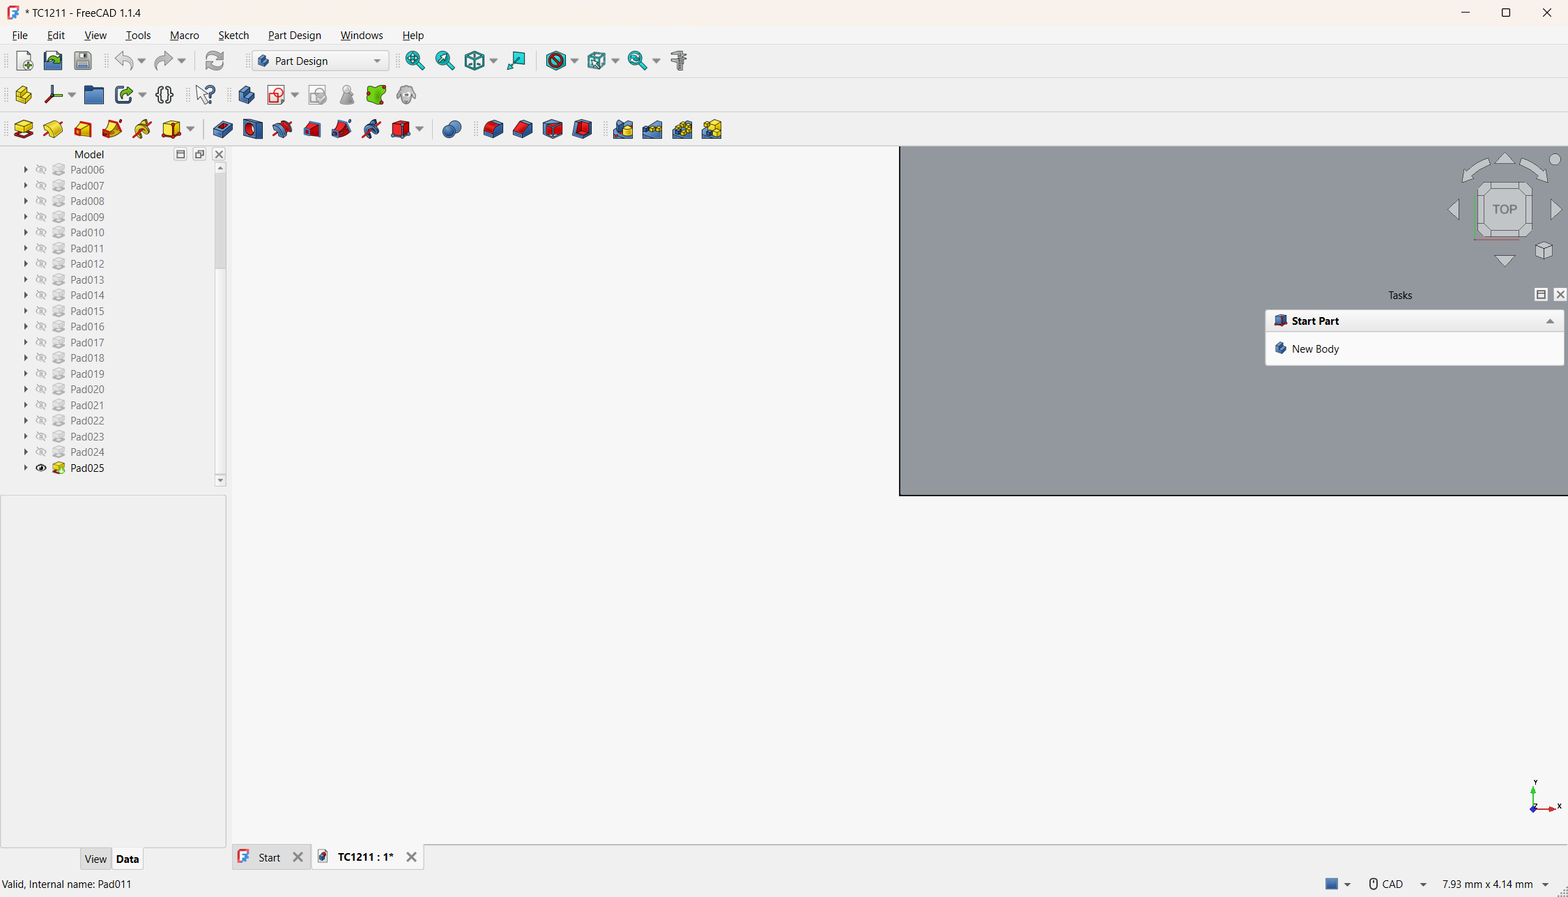 * TC1211 - FreeCAD 1.1.4
File Edit View Tools Macro Sketch Part Design Windows Help
Part Design
Model
Pad006
Pad007
Pad008
Pad009
Pad010
Pad011
Pad012
Pad013
Pad014
Pad015
Pad016
Pad017
Pad018
Pad019
Pad020
Pad021
Pad022
Pad023
Pad024
Pad025
TOP
Tasks
Start Part
New Body
Y
Z
X
View Data
Start
TC1211 : 1*
Valid, Internal name: Pad011
CAD
7.93 mm x 4.14 mm